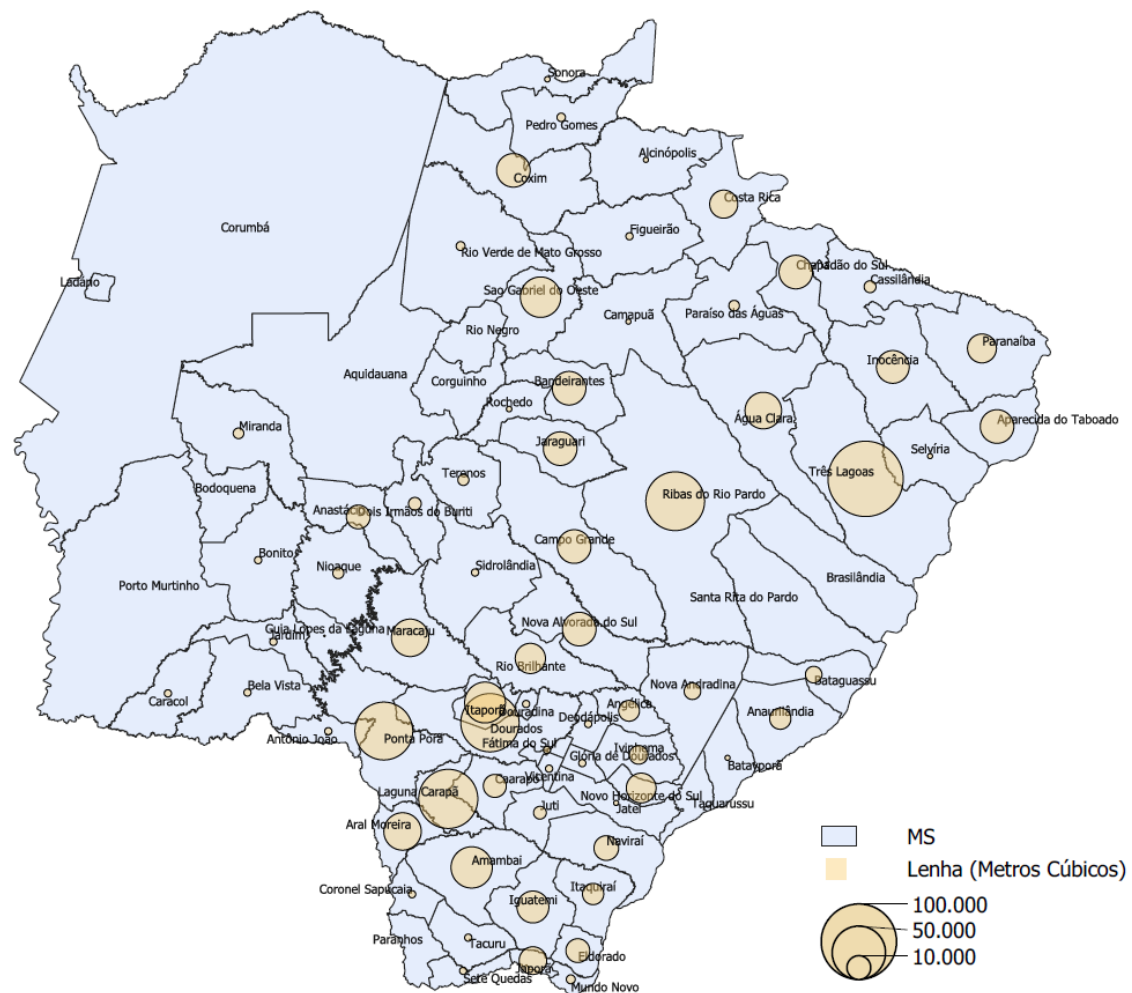 Sonora
Pedro Gomes
Alcinópolis
Coxim
Costa Rica
Corumbá
Figueirão
Rio Verde de Mato Grosso
Chapadão do Sul
Cassilândia
Ladário
Sao Gabriel do Oeste
Camapuã
Paraíso das Águas
Rio Negro
Paranaíba
Inocência
Aquidauana
Corguinho
Bandeirantes
Rochedo
Água Clara
Aparecida do Taboado
Miranda
Jaraguari
Selvíria
Três Lagoas
Terenos
Bodoquena
Ribas do Rio Pardo
Anastácio
Dois Irmãos do Buriti
Campo Grande
Bonito
Nioaque
Sidrolândia
Brasilândia
Porto Murtinho
Santa Rita do Pardo
Guia Lopes da Laguna
Jardim
Maracaju
Nova Alvorada do Sul
Rio Brilhante
Bataguassu
Bela Vista
Nova Andradina
Caracol
Itaporã
Douradina
Angélica
Anaurilândia
Deodápolis
Dourados
Antônio João
Ponta Porã
Fátima do Sul
Ivinhema
Glória de Dourados
Batayporã
Vicentina
Caarapó
Laguna Carapã
Novo Horizonte do Sul
Taquarussu
Jateí
Juti
Aral Moreira
MS
Naviraí
Amambai
Lenha (Metros Cúbicos)
Coronel Sapucaia
Itaquiraí
Iguatemi
100.000
50.000
Paranhos
Tacuru
10.000
Eldorado
Japorã
Sete Quedas
Mundo Novo